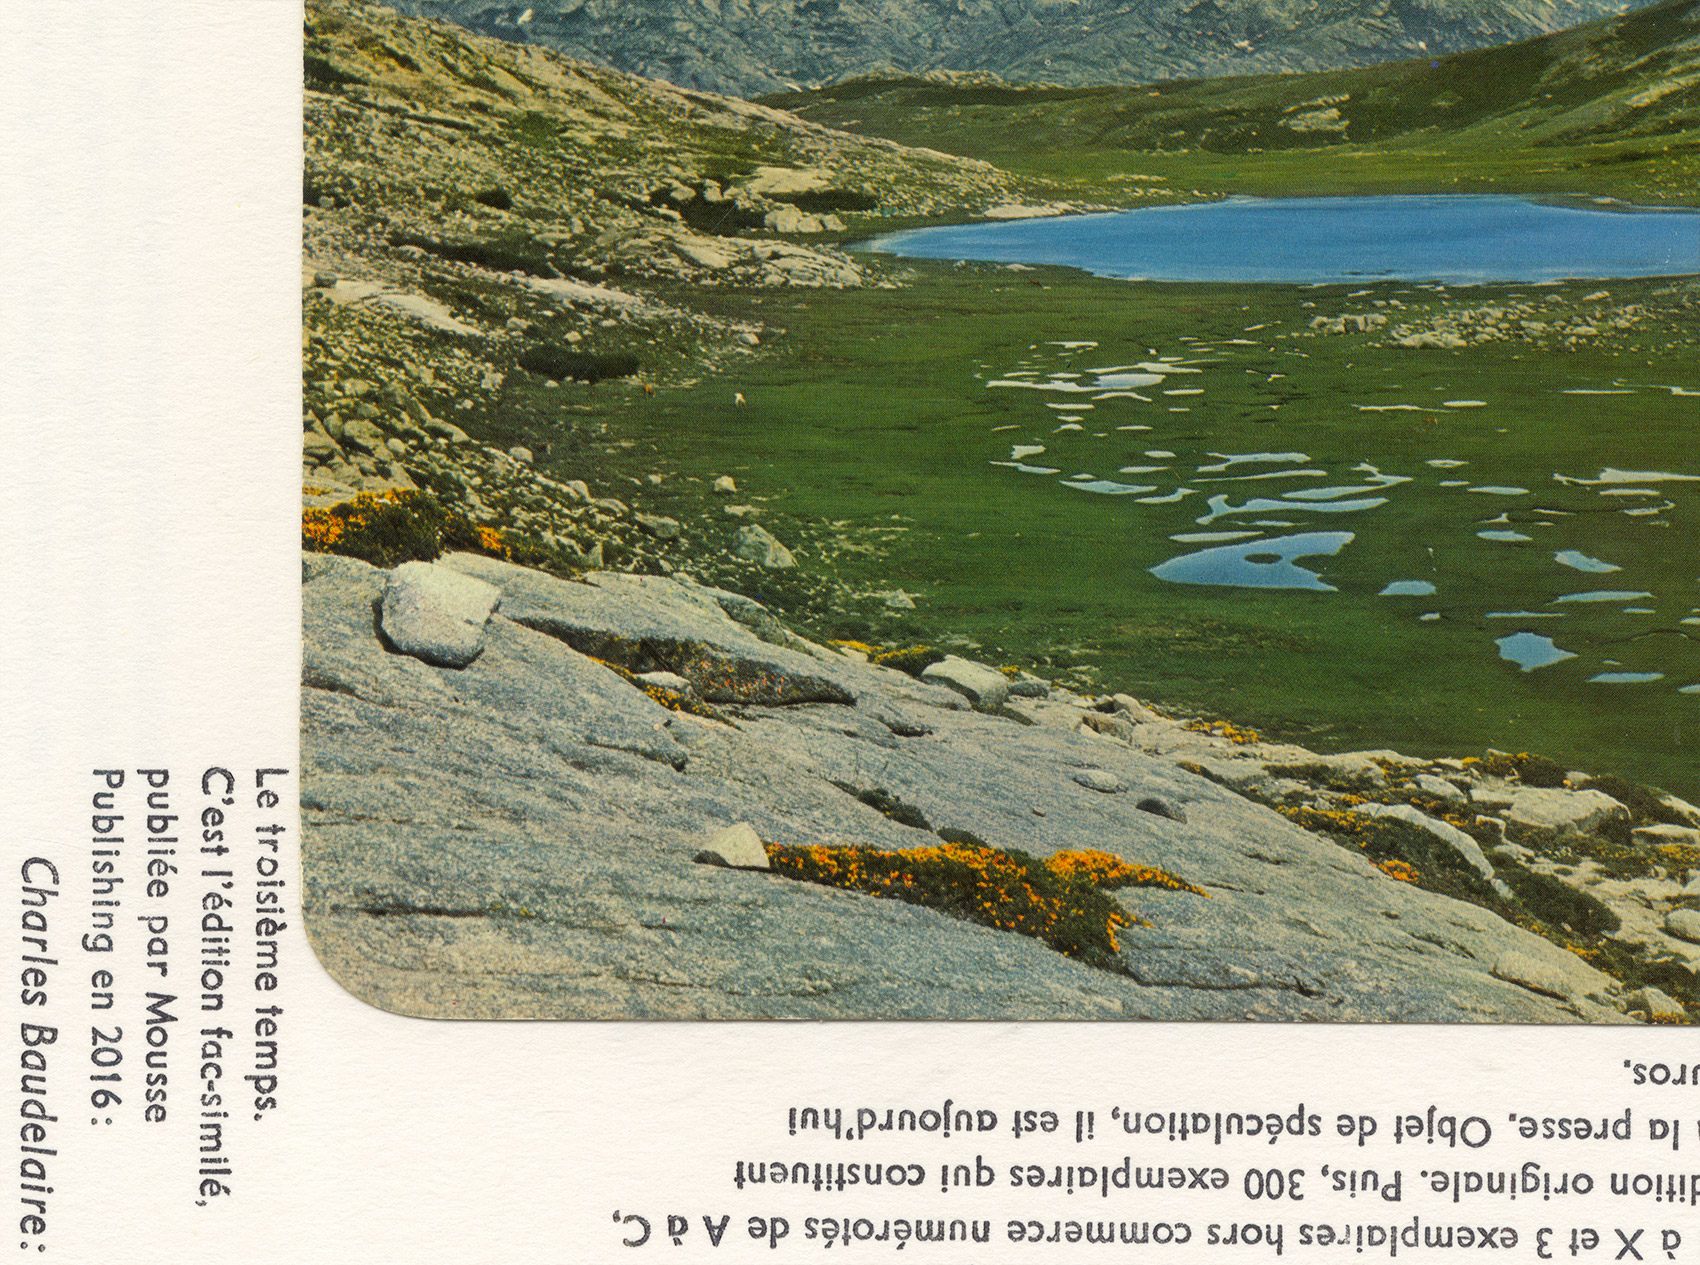 à X et 3 exemplaires hors commerce numérotés de A à C,
dition originale. Puis, 300 exemplaires qui constituent
la presse. Objet de spéculation, il est aujourd'hui
uros.
Le troisième temps.
C'est l'édition fac-similé,
publiée par Mousse
Publishing en 2016 :
Charles Baudelaire :